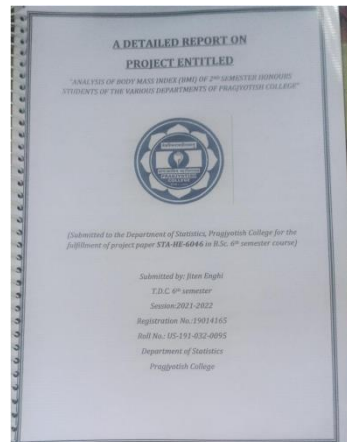 A DETAILED REPORT ON
PROJECT ENTITLED
"ANALYSIS OF BODY MASS INDEX (BMI) OF 2ND SEMESTER HONOURS
STUDENTS OF THE VARIOUS DEPARTMENTS OF PRAGJYOTISH COLLEGE"
(Submitted to the Department of Statistics, Pragjyotish College for the
fulfillment of project paper STA-HE-6046 in B.Sc. 6th semester course)
Submitted by: Jiten Enghi
T.D.C. 6th semester
Session:2021-2022
Registration No.:19014165
Roll No.: US-191-032-0095
Department of Statistics
Pragjyotish College